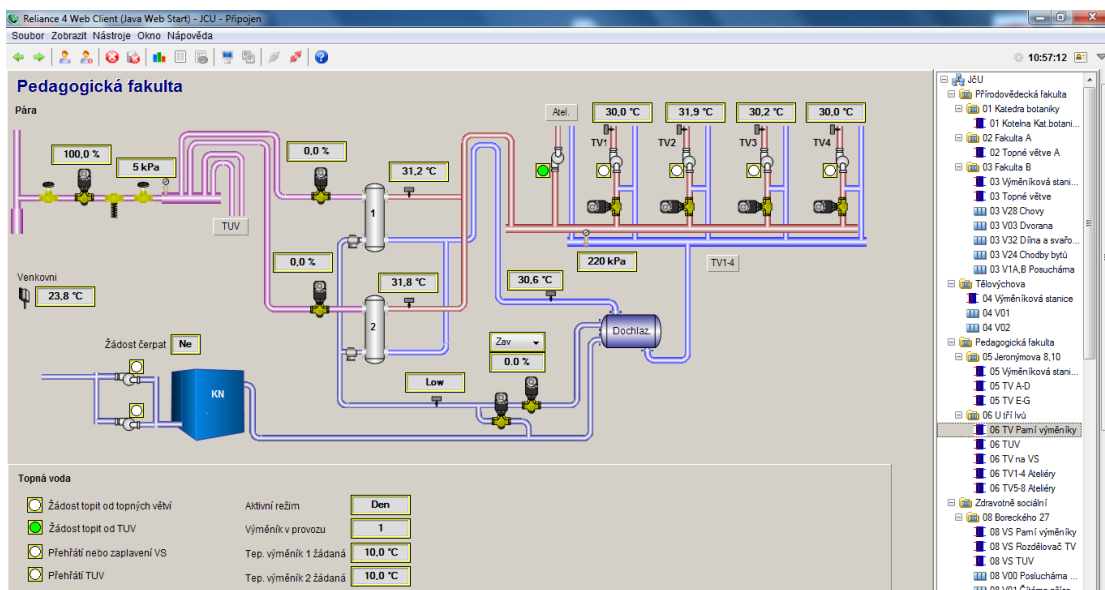 Reliance 4 Web Client (Java Web Start) - JCU - Připojen
Soubor Zobrazit Nástroje Okno Nápověda
10:57:12
Pedagogická fakulta
Pára
100,0 %
5 kPa
0,0 %
31,2 °C
Atel.
30,0 °C
31,9 °C
30,2 °C
30,0 °C
TV1
TV2
TV3
TV4
1
TUV
0,0 %
31,8 °C
30,6 °C
220 kPa
TV1-4
Venkovni
23,8 °C
2
Dochlaz.
Žádost čerpat
Ne
Zav
0.0 %
Low
KN
Topná voda
Žádost topit od topných větví
Aktivní režim
Den
Žádost topit od TUV
Výměník v provozu
1
Přehřátí nebo zaplavení VS
Tep. výměník 1 žádaná
10,0 °C
Přehřátí TUV
Tep. výměník 2 žádaná
10,0 °C
JčU
Přírodovědecká fakulta
01 Katedra botaniky
01 Kotelna Kat.botani...
02 Fakulta A
02 Topné větve A
03 Fakulta B
03 Výměníková stani...
03 Topné větve
03 V28 Chovy
03 V03 Dvorana
03 V32 Dílna a svařo...
03 V24 Chodby bytů
03 V1A,B Posucháma
Tělovýchova
04 Výměníková stanice
04 V01
04 V02
Pedagogická fakulta
05 Jeronýmova 8,10
05 Výměníková stani...
05 TV A-D
05 TV E-G
06 U tří lvů
06 TV Parní výměníky
06 TUV
06 TV na VS
06 TV1-4 Ateliéry
06 TV5-8 Ateliéry
Zdravotně sociální
08 Boreckého 27
08 VS Parní výměníky
08 VS Rozdělovač TV
08 VS TUV
08 V00 Poslucháma ...